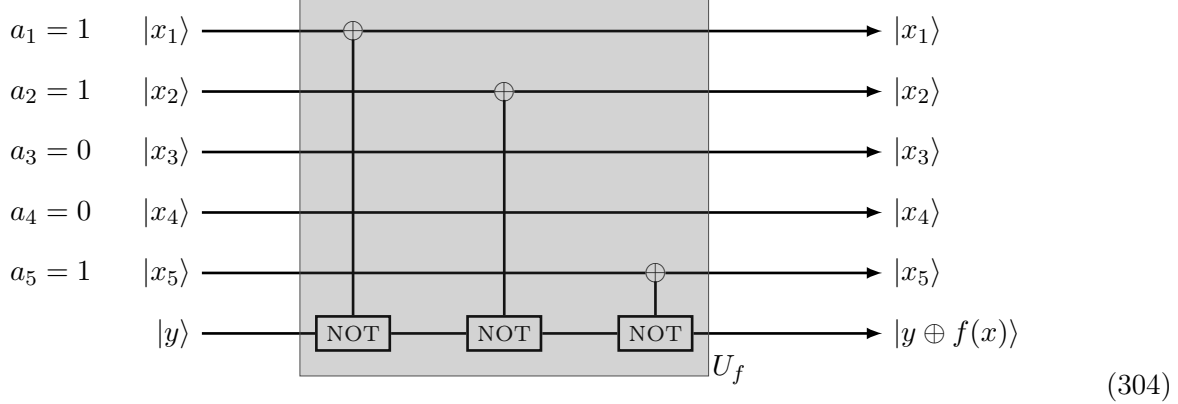 a₁ = 1 |x₁⟩ |x₁⟩
a₂ = 1 |x₂⟩ |x₂⟩
a₃ = 0 |x₃⟩ |x₃⟩
a₄ = 0 |x₄⟩ |x₄⟩
a₅ = 1 |x₅⟩ |x₅⟩
|y⟩ NOT NOT NOT |y ⊕ f(x)⟩
U_f
(304)